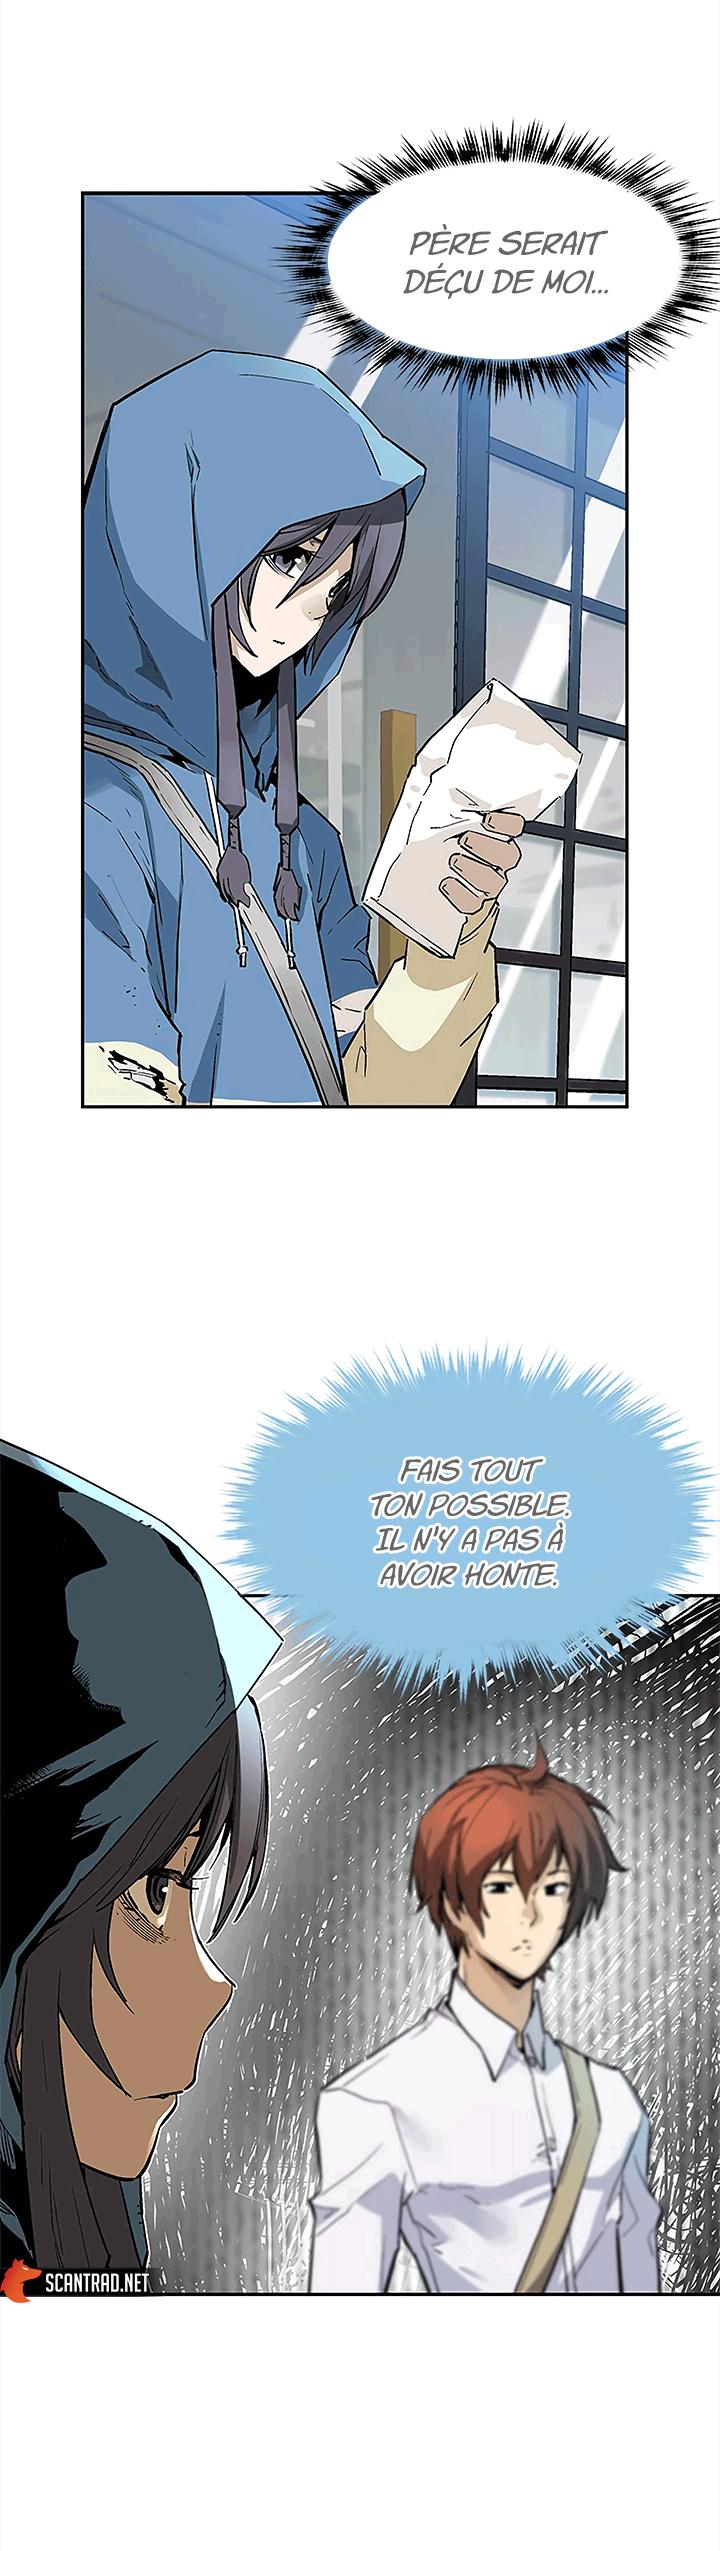 PÈRE SERAIT
DÉÇU DE MOI...
FAIS TOUT
TON POSSIBLE.
IL N'Y A PAS À
AVOIR HONTE.
SCANTRAD.NET